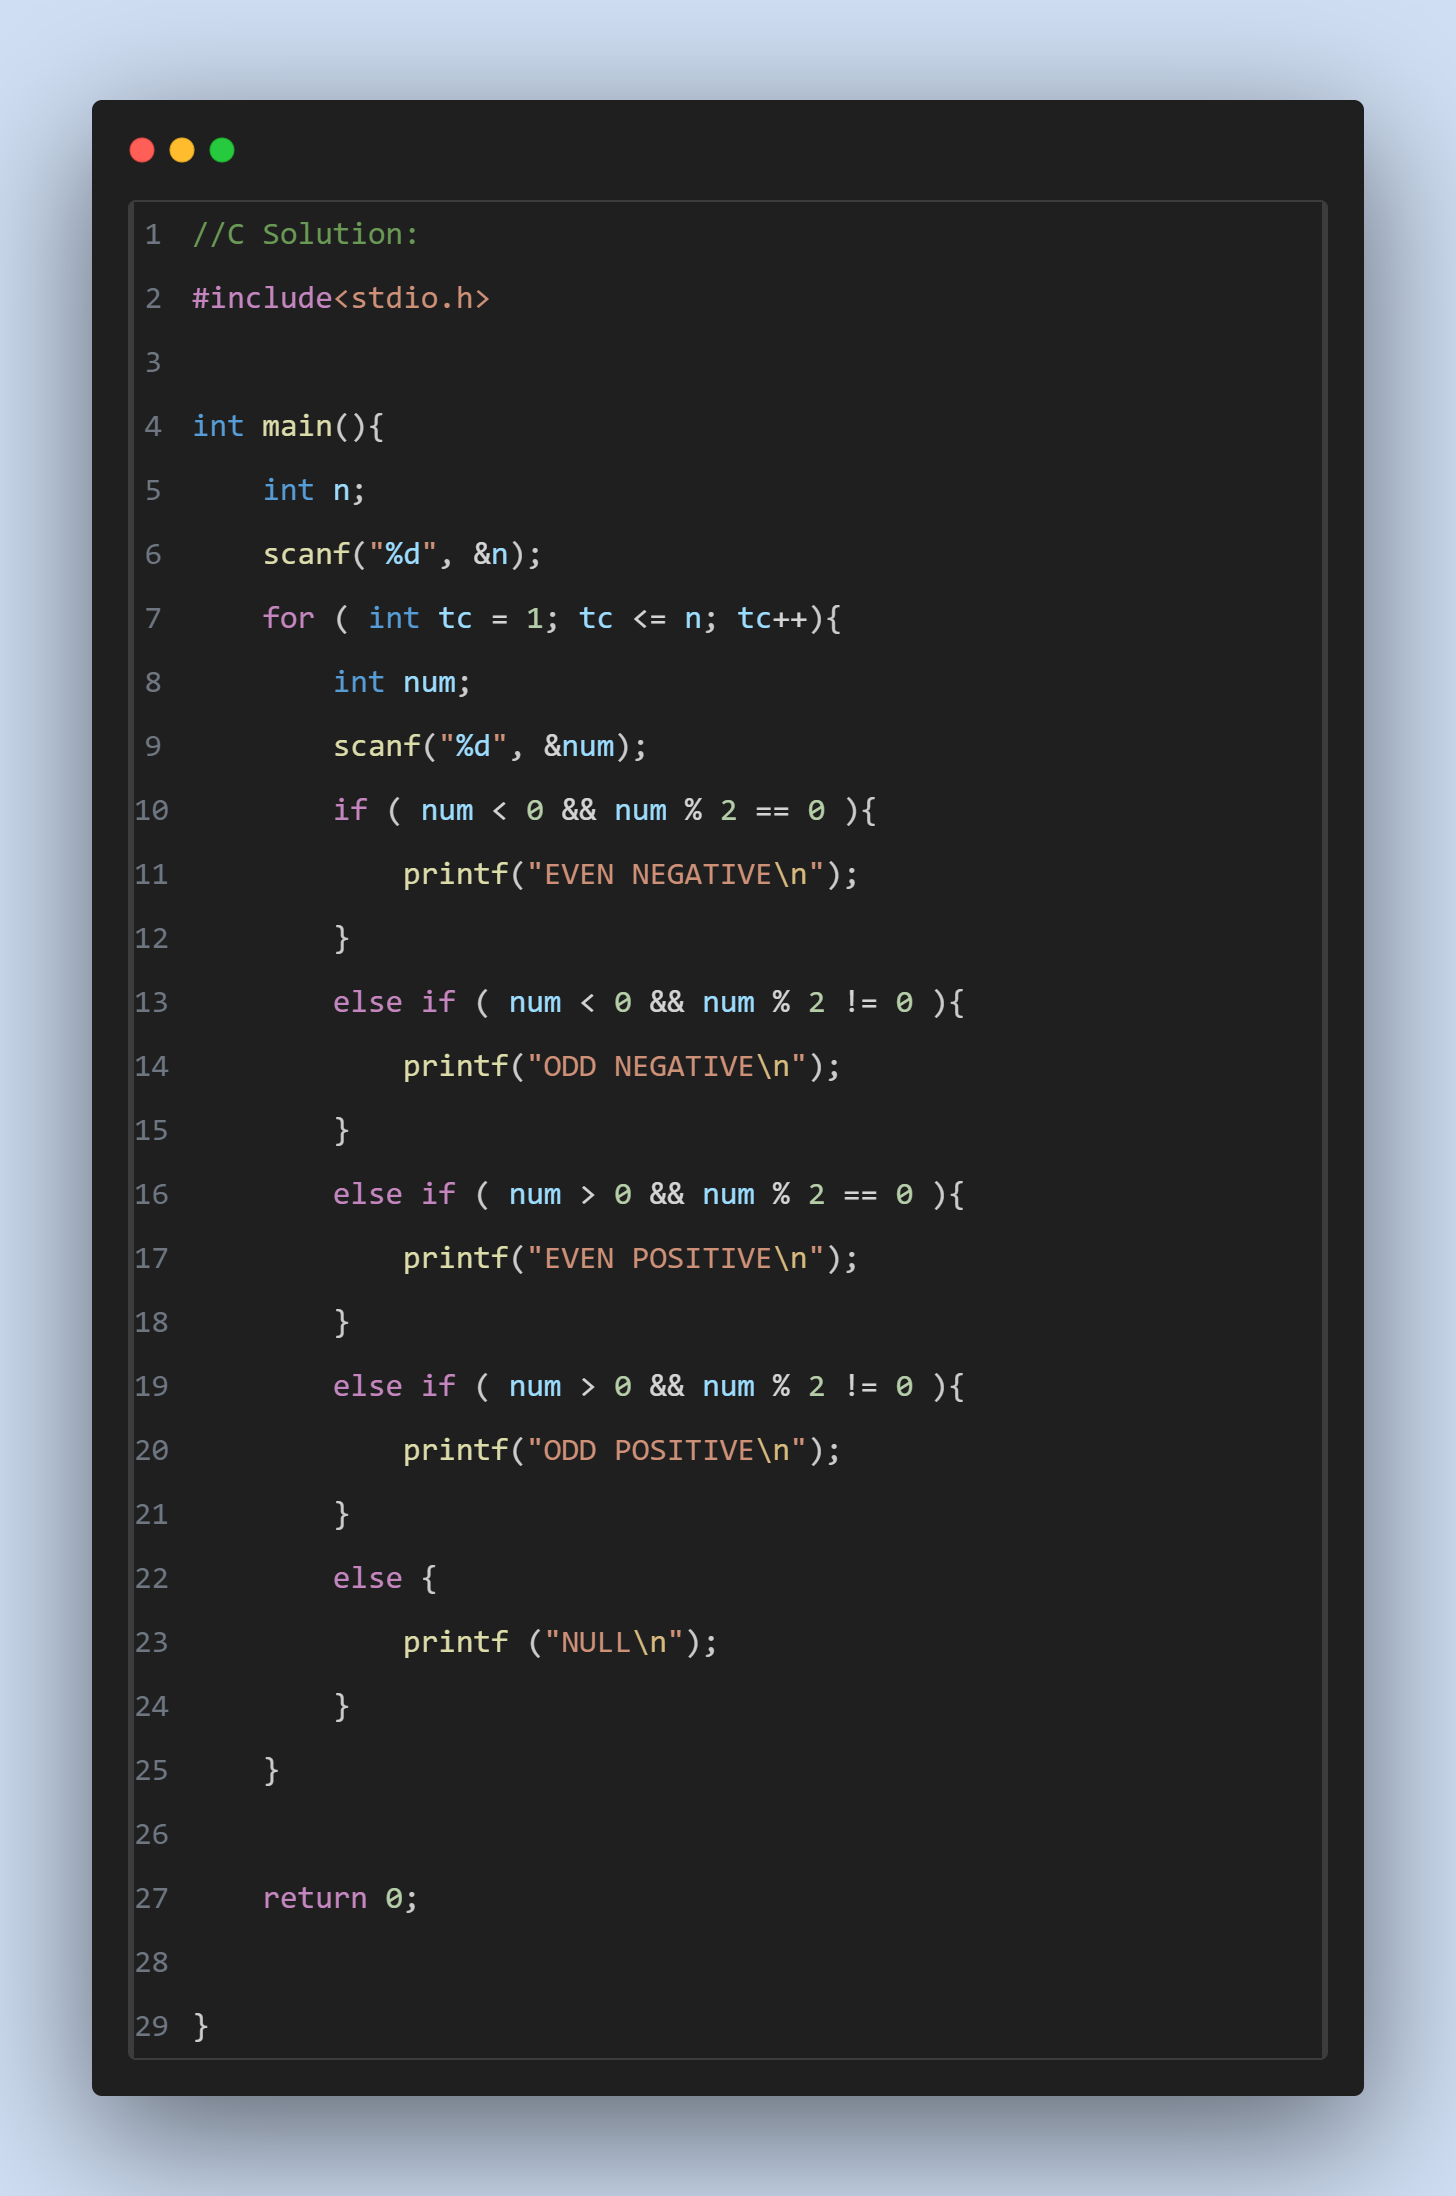 1 //C Solution:
2 #include<stdio.h>
3
4 int main(){
5     int n;
6     scanf("%d", &n);
7     for ( int tc = 1; tc <= n; tc++){
8         int num;
9         scanf("%d", &num);
10         if ( num < 0 && num % 2 == 0 ){
11             printf("EVEN NEGATIVE\n");
12         }
13         else if ( num < 0 && num % 2 != 0 ){
14             printf("ODD NEGATIVE\n");
15         }
16         else if ( num > 0 && num % 2 == 0 ){
17             printf("EVEN POSITIVE\n");
18         }
19         else if ( num > 0 && num % 2 != 0 ){
20             printf("ODD POSITIVE\n");
21         }
22         else {
23             printf ("NULL\n");
24         }
25     }
26
27     return 0;
28
29 }